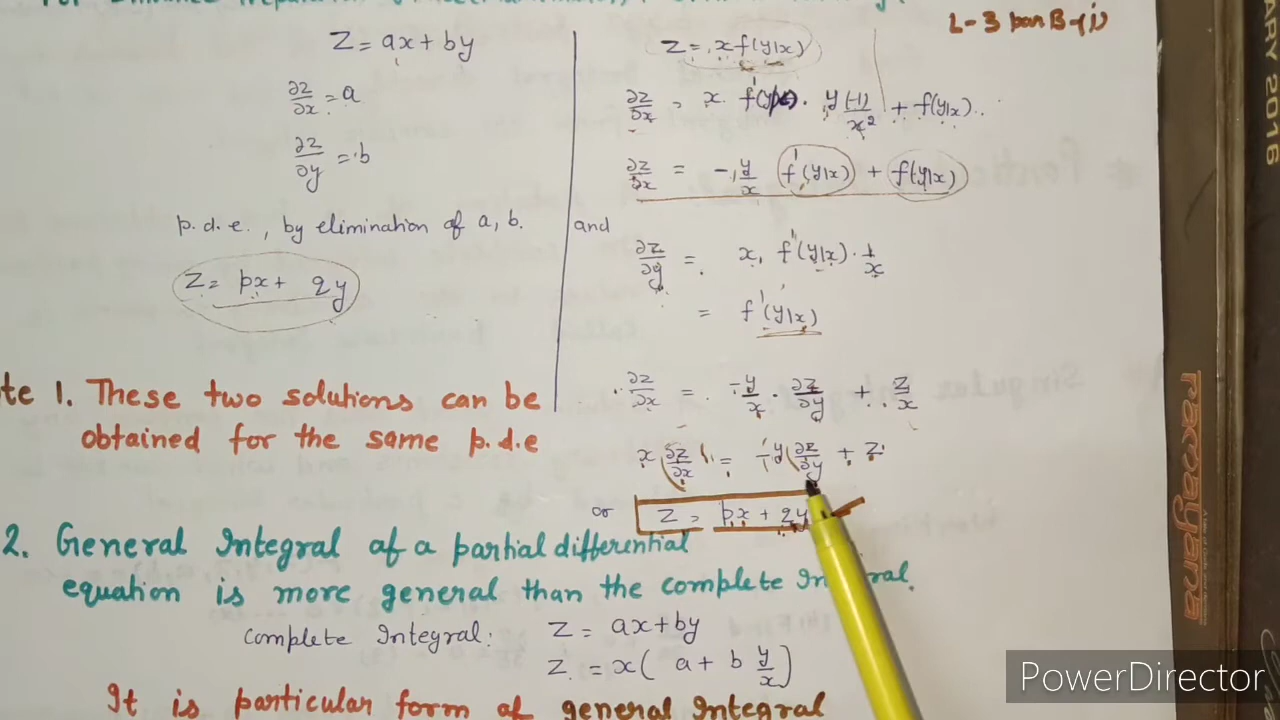 L-3 part B-(i)
Z = ax + by
∂z/∂x = a
∂z/∂y = b
p.d.e., by elimination of a, b.
Z = px + qy
Z = x f(y/x)
∂z/∂x = x. f'(y/x). y(-1)/x² + f(y/x).
∂z/∂x = -y/x f'(y/x) + f(y/x)
and
∂z/∂y = x, f'(y/x). 1/x
= f'(y/x)
∂z/∂x = -y/x . ∂z/∂y + z/x
x ∂z/∂x = -y ∂z/∂y + z
or Z = px + qy
te 1. These two solutions can be
obtained for the same p.d.e
2. General Integral of a partial differential
equation is more general than the complete Integral.
Complete Integral: Z = ax + by
Z = x( a + b y/x )
It is particular form of general Integral
ARY 2016
PowerDirector